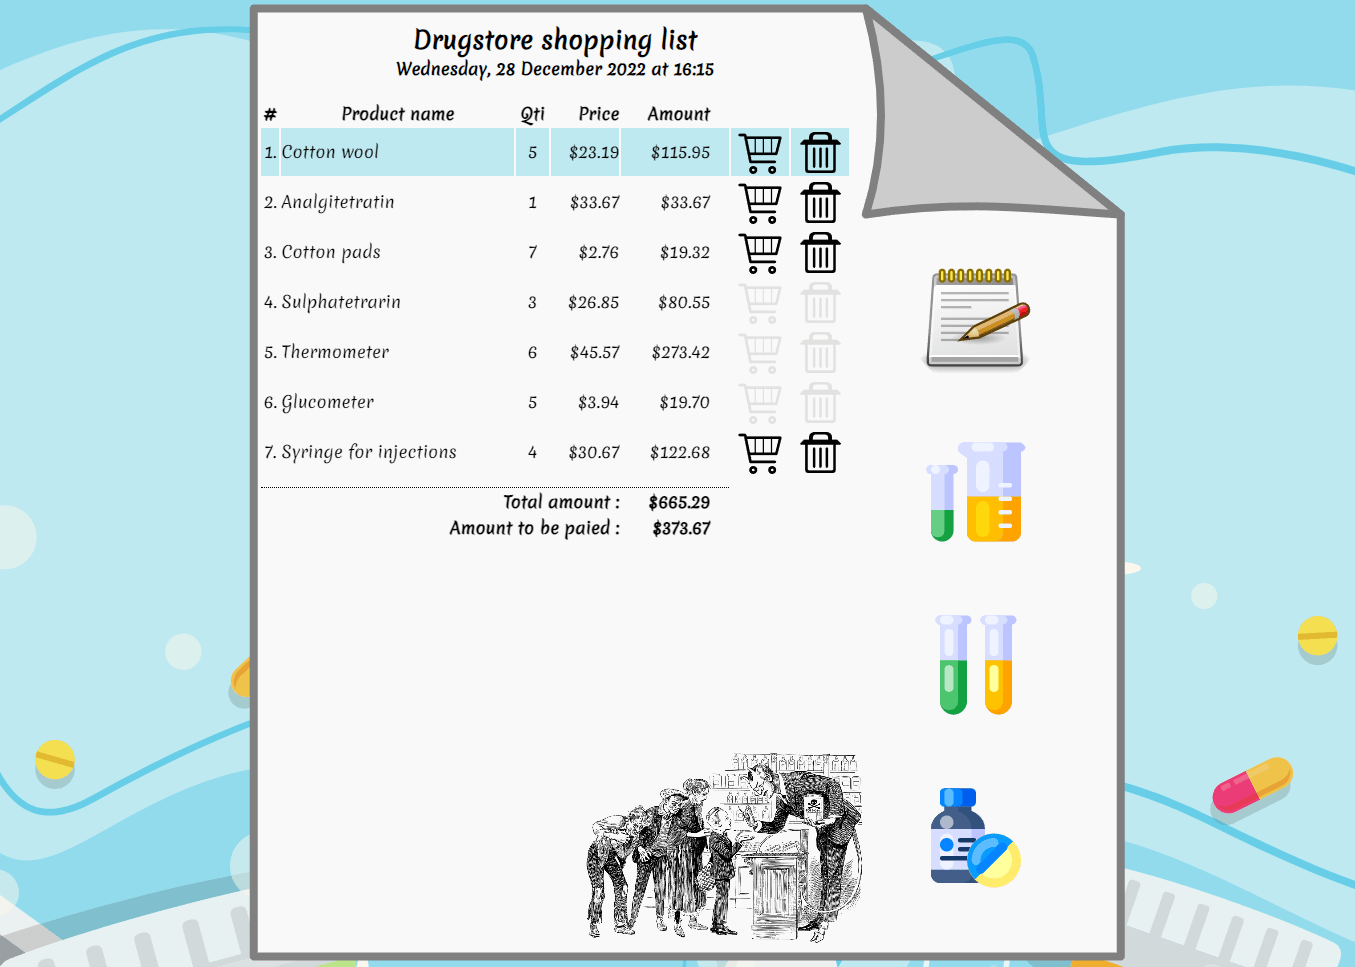 Drugstore shopping list
Wednesday, 28 December 2022 at 16:15
# Product name Qti Price Amount
1. Cotton wool 5 $23.19 $115.95
2. Analgitetratin 1 $33.67 $33.67
3. Cotton pads 7 $2.76 $19.32
4. Sulphatetrarin 3 $26.85 $80.55
5. Thermometer 6 $45.57 $273.42
6. Glucometer 5 $3.94 $19.70
7. Syringe for injections 4 $30.67 $122.68
Total amount : $665.29
Amount to be paied : $373.67